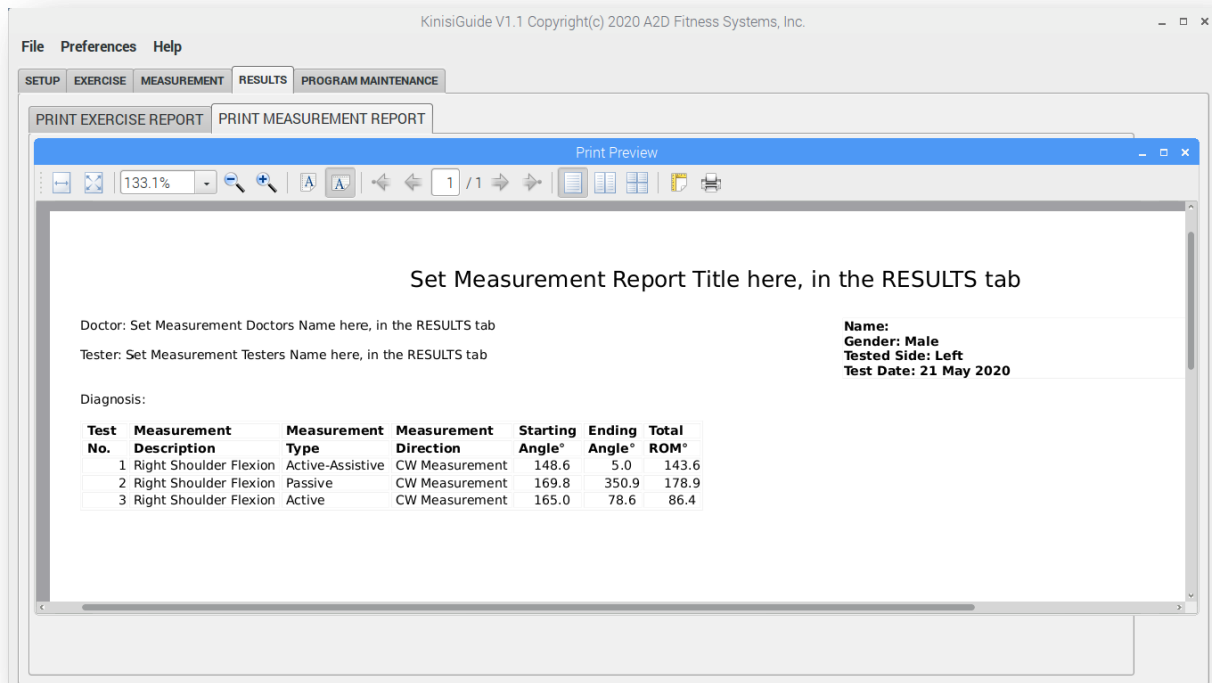 KinisiGuide V1.1 Copyright(c) 2020 A2D Fitness Systems, Inc.
File Preferences Help
SETUP EXERCISE MEASUREMENT RESULTS PROGRAM MAINTENANCE
PRINT EXERCISE REPORT PRINT MEASUREMENT REPORT
Print Preview
133.1% A A 1 / 1
Set Measurement Report Title here, in the RESULTS tab
Doctor: Set Measurement Doctors Name here, in the RESULTS tab
Tester: Set Measurement Testers Name here, in the RESULTS tab
Name:
Gender: Male
Tested Side: Left
Test Date: 21 May 2020
Diagnosis:
Test Measurement Measurement Measurement Starting Ending Total
No. Description Type Direction Angle° Angle° ROM°
1 Right Shoulder Flexion Active-Assistive CW Measurement 148.6 5.0 143.6
2 Right Shoulder Flexion Passive CW Measurement 169.8 350.9 178.9
3 Right Shoulder Flexion Active CW Measurement 165.0 78.6 86.4